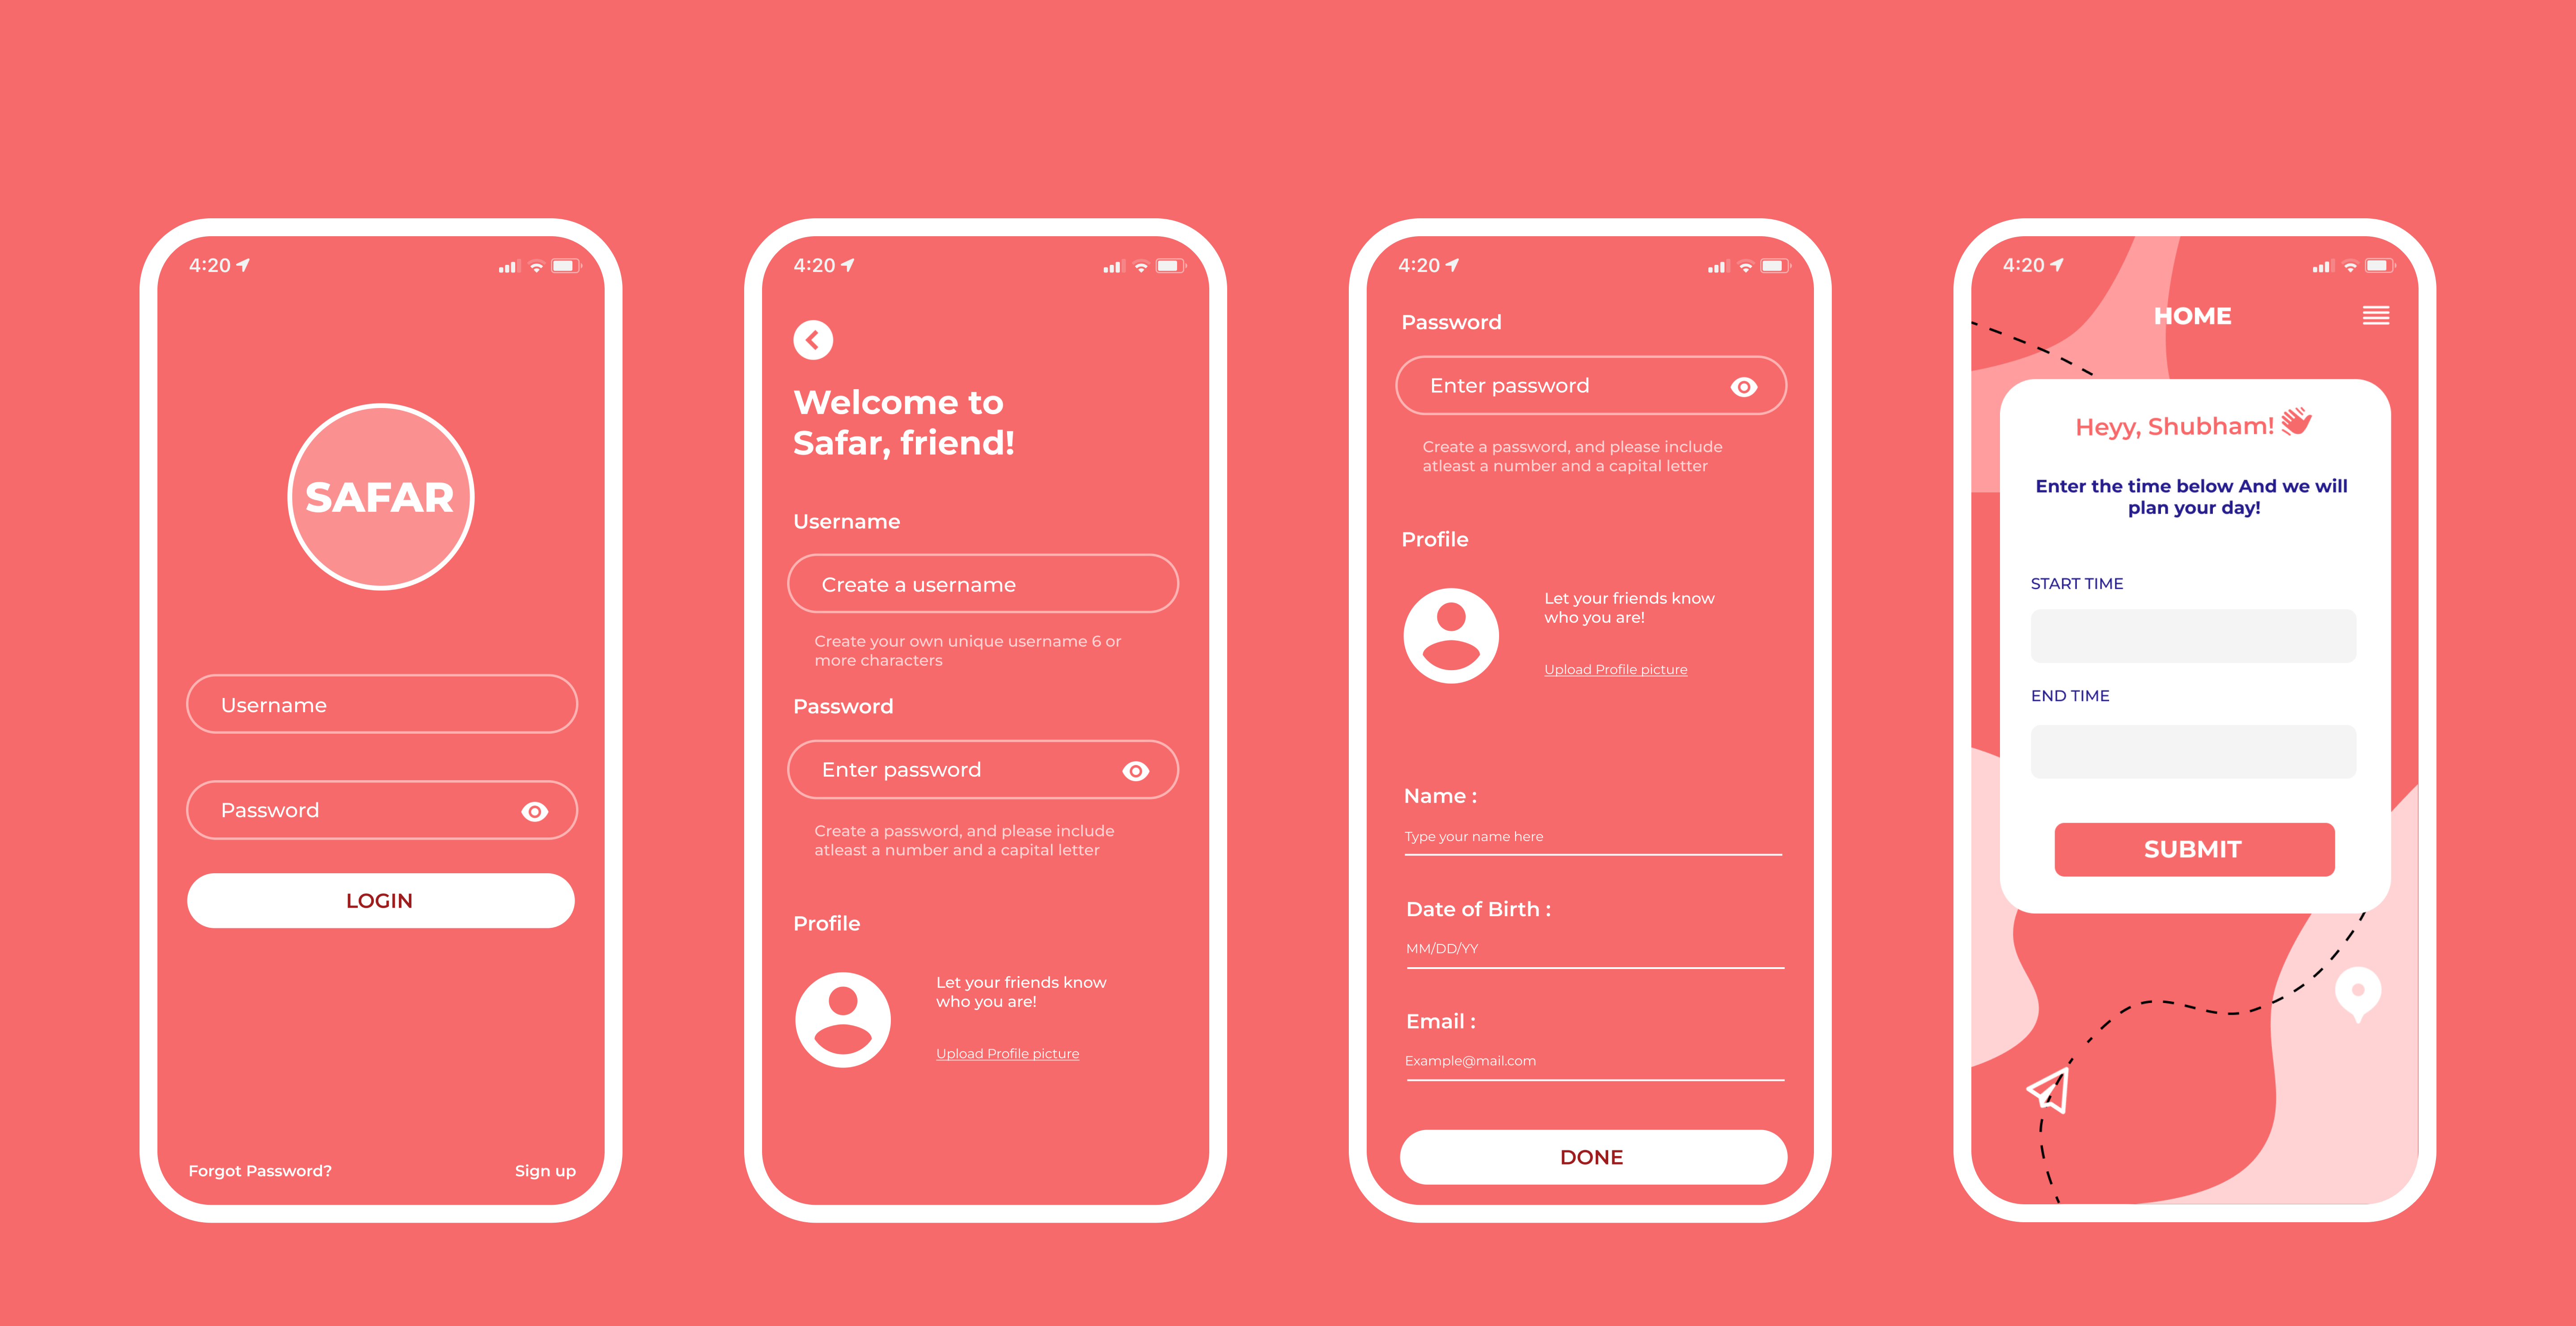 4:20
SAFAR
Username
Password
LOGIN
Forgot Password?
Sign up
4:20
Welcome to
Safar, friend!
Username
Create a username
Create your own unique username 6 or
more characters
Password
Enter password
Create a password, and please include
atleast a number and a capital letter
Profile
Let your friends know
who you are!
Upload Profile picture
4:20
Password
Enter password
Create a password, and please include
atleast a number and a capital letter
Profile
Let your friends know
who you are!
Upload Profile picture
Name :
Type your name here
Date of Birth :
MM/DD/YY
Email :
Example@mail.com
DONE
4:20
HOME
Heyy, Shubham!
Enter the time below And we will
plan your day!
START TIME
END TIME
SUBMIT